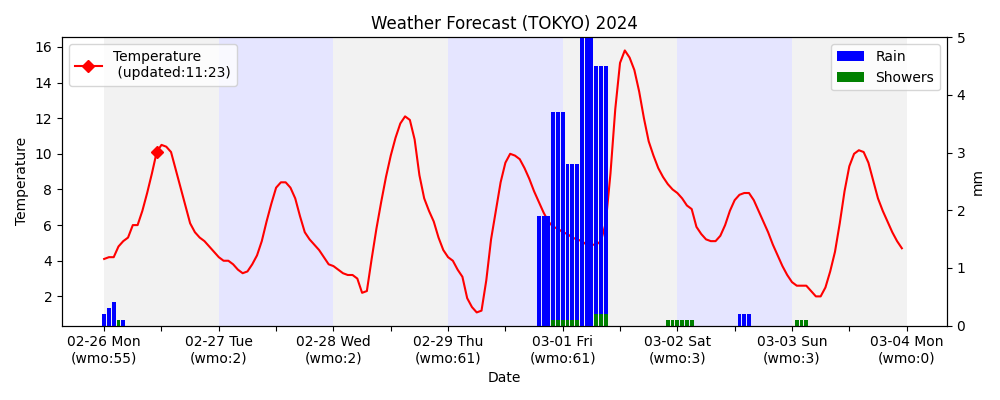 Weather Forecast (TOKYO) 2024
Temperature
(updated:11:23)
Rain
Showers
16
14
12
10
8
6
4
2
Temperature
5
4
3
2
1
0
mm
02-26 Mon
(wmo:55)
02-27 Tue
(wmo:2)
02-28 Wed
(wmo:2)
02-29 Thu
(wmo:61)
03-01 Fri
(wmo:61)
03-02 Sat
(wmo:3)
03-03 Sun
(wmo:3)
03-04 Mon
(wmo:0)
Date